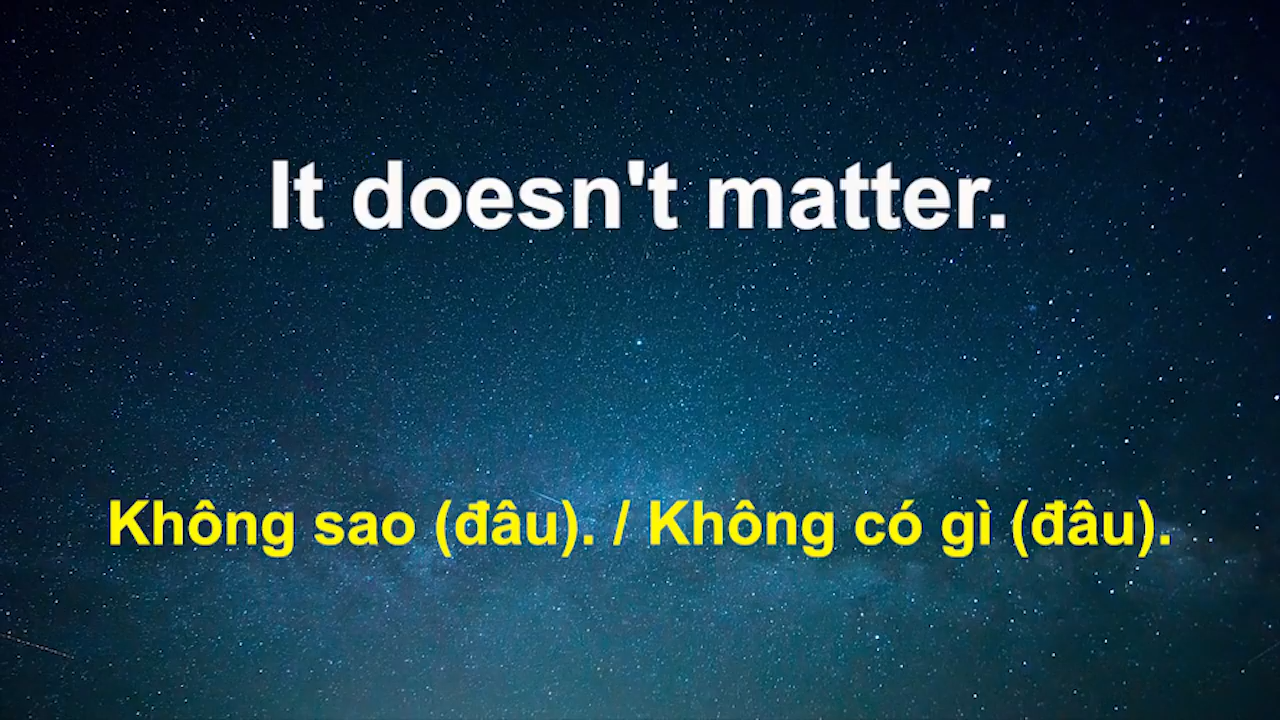 It doesn't matter.
Không sao (đâu). / Không có gì (đâu).